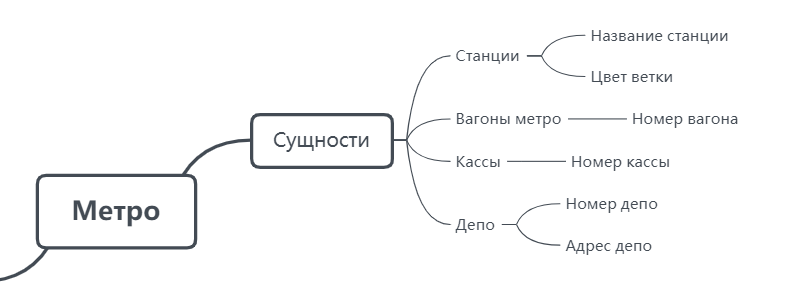 Метро
Сущности
Станции
Название станции
Цвет ветки
Вагоны метро
Номер вагона
Кассы
Номер кассы
Депо
Номер депо
Адрес депо